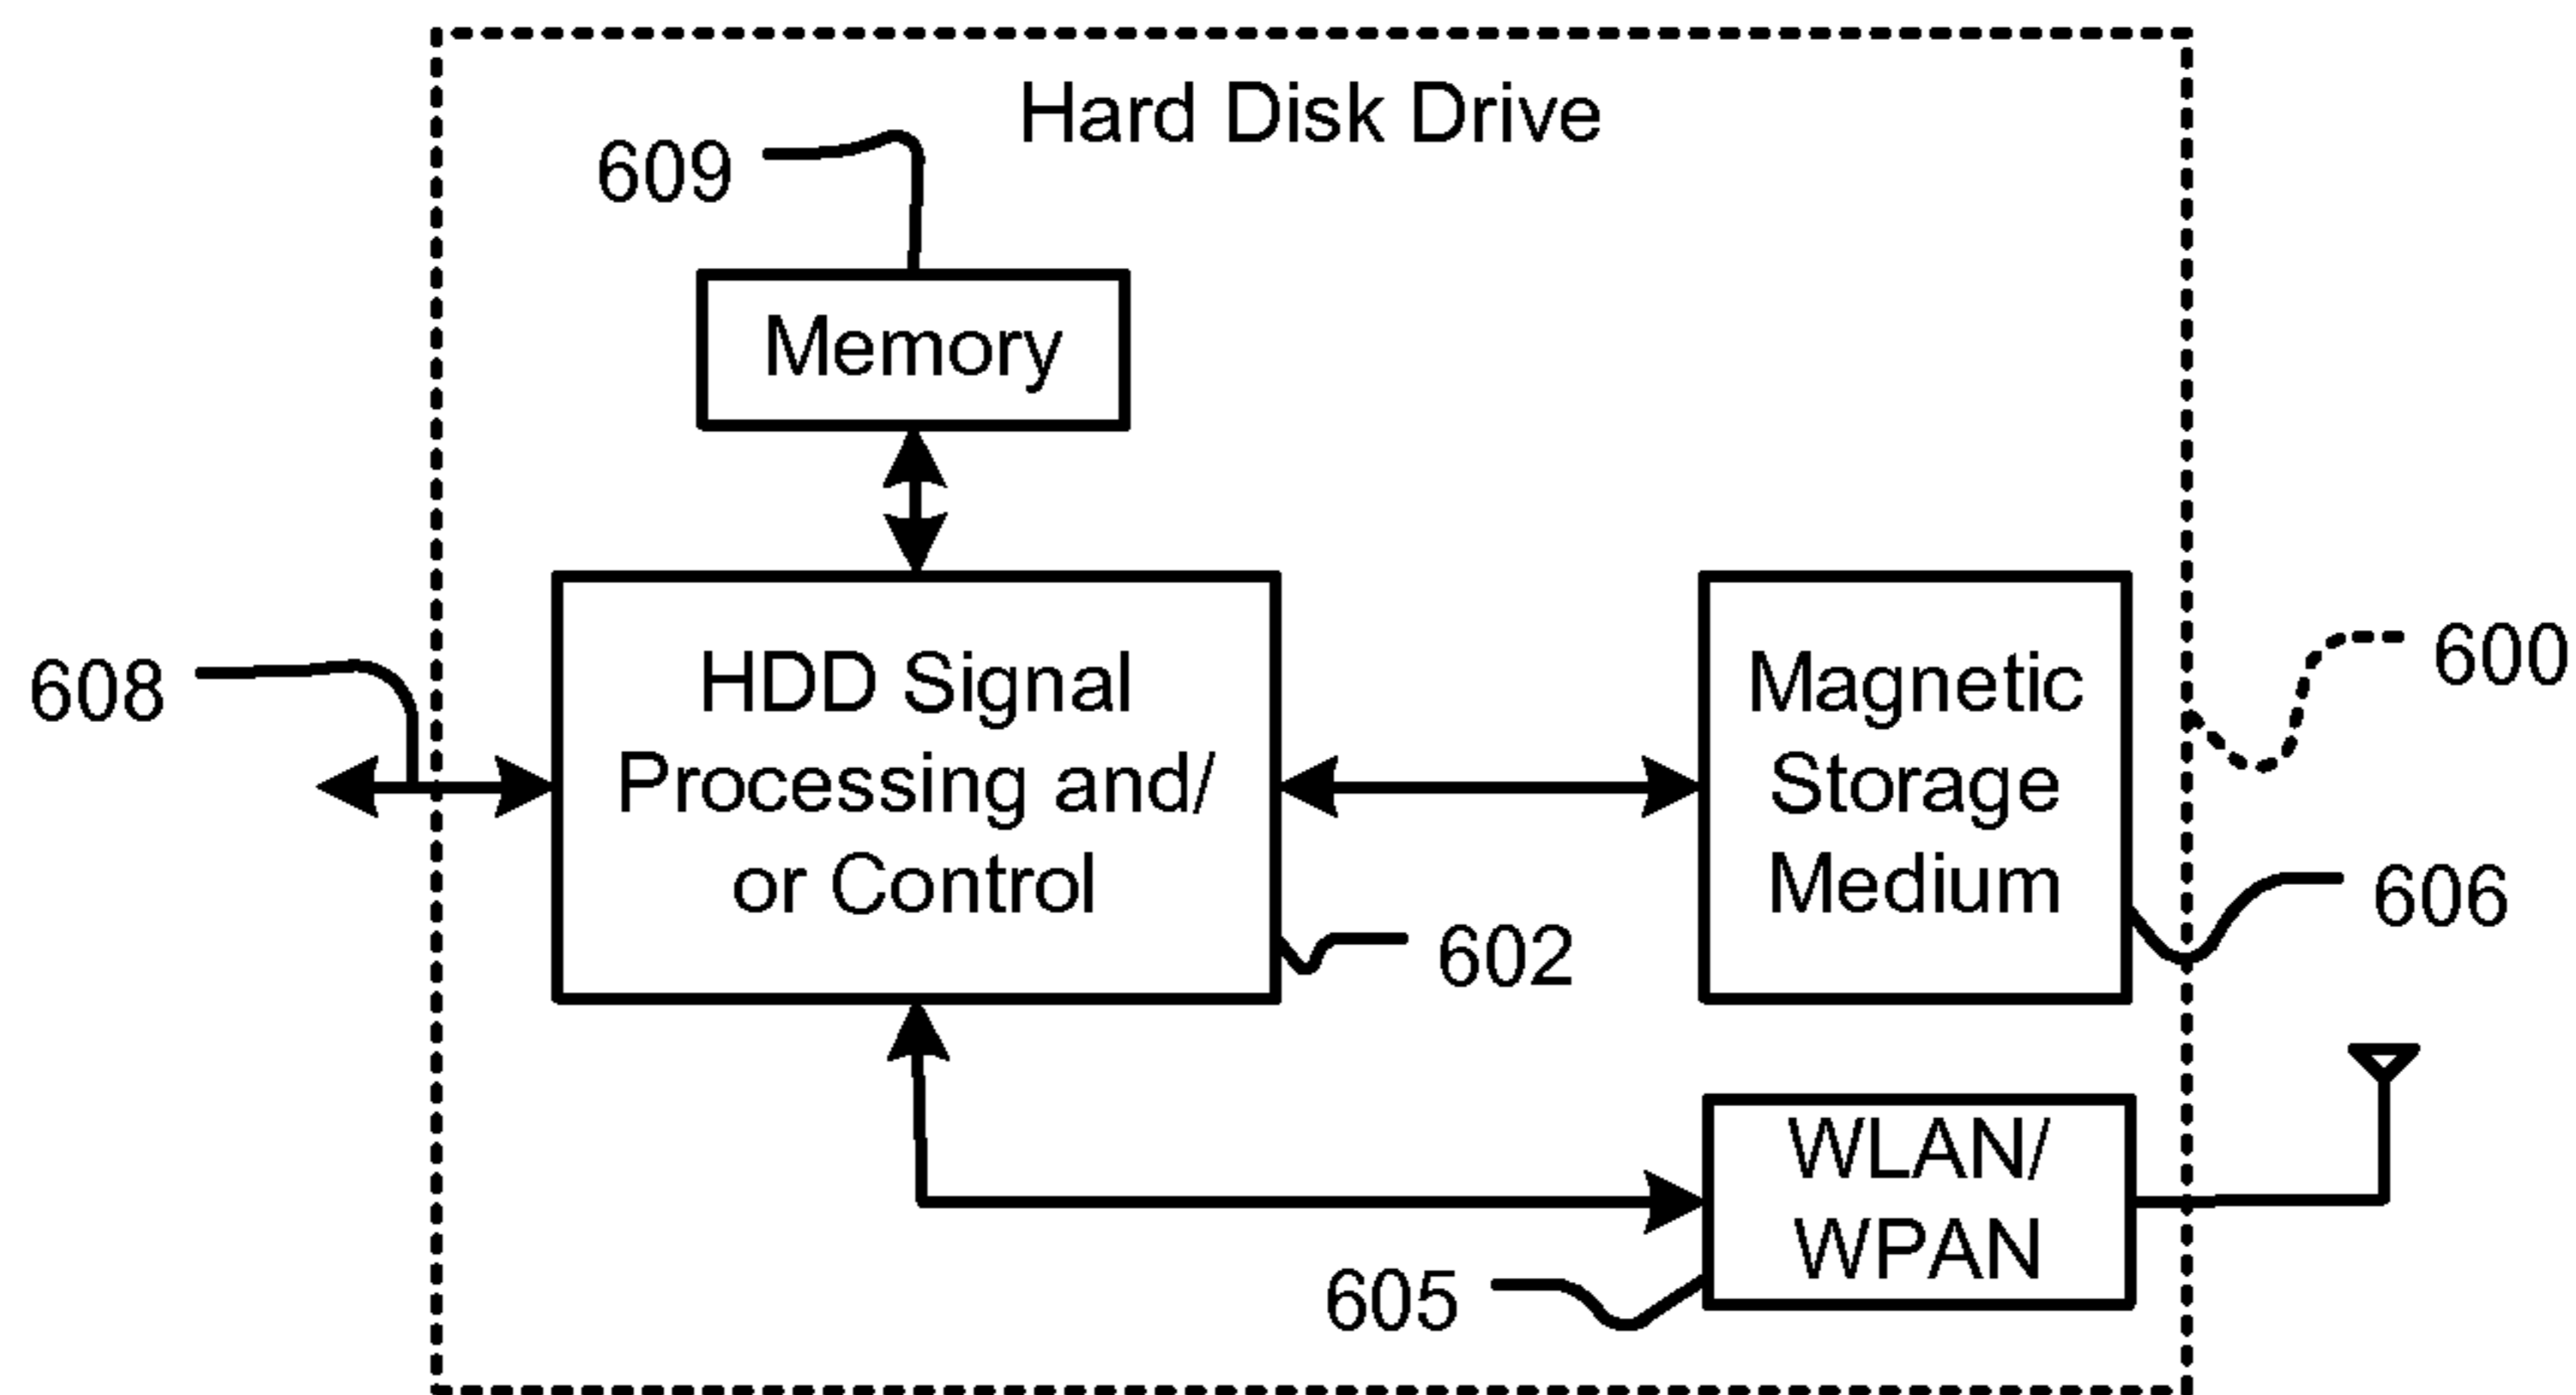 Hard Disk Drive
609
Memory
608
HDD Signal
Processing and/
or Control
602
Magnetic
Storage
Medium
600
606
WLAN/
WPAN
605